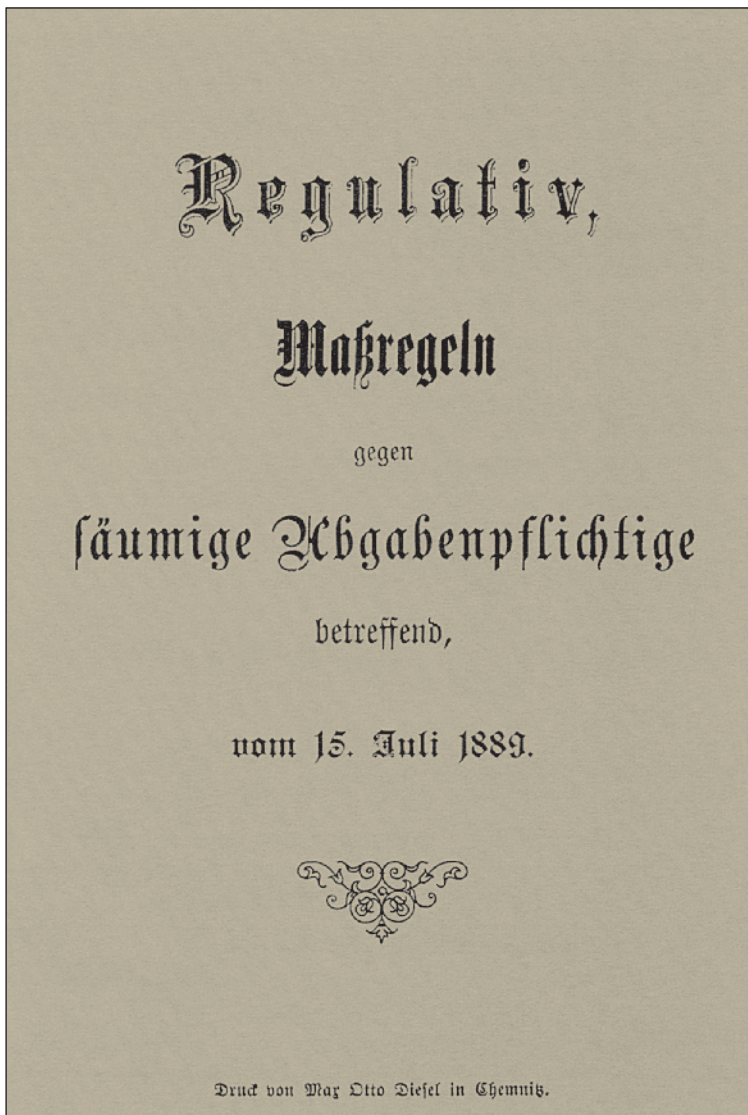 Regulativ,
Maßregeln
gegen
säumige Abgabenpflichtige
betreffend,
vom 15. Juli 1889.
Druck von Max Otto Diesel in Chemnitz.